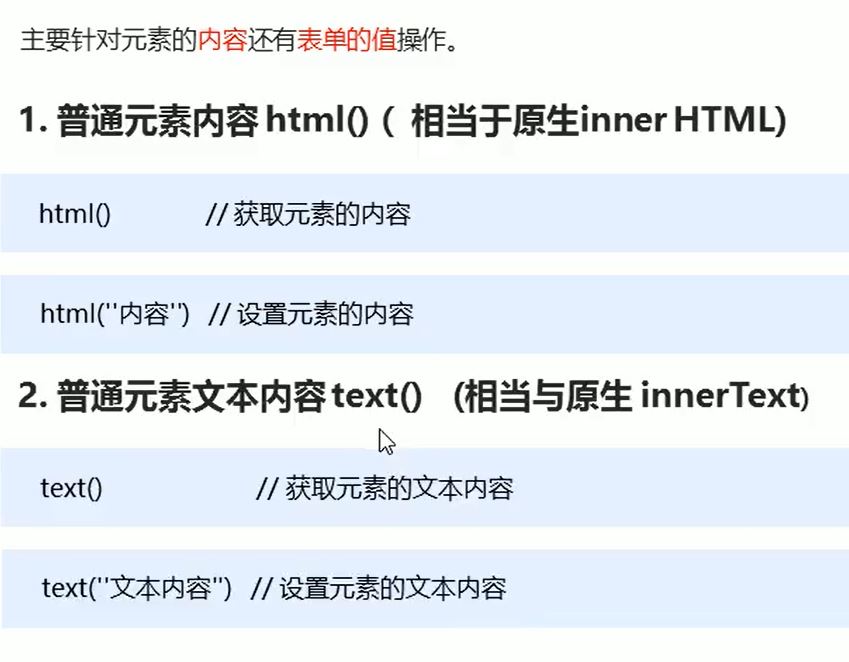 主要针对元素的内容还有表单的值操作。
1. 普通元素内容 html() ( 相当于原生inner HTML)
html() // 获取元素的内容
html(''内容'') // 设置元素的内容
2. 普通元素文本内容 text() (相当与原生 innerText)
text() // 获取元素的文本内容
text(''文本内容'') // 设置元素的文本内容